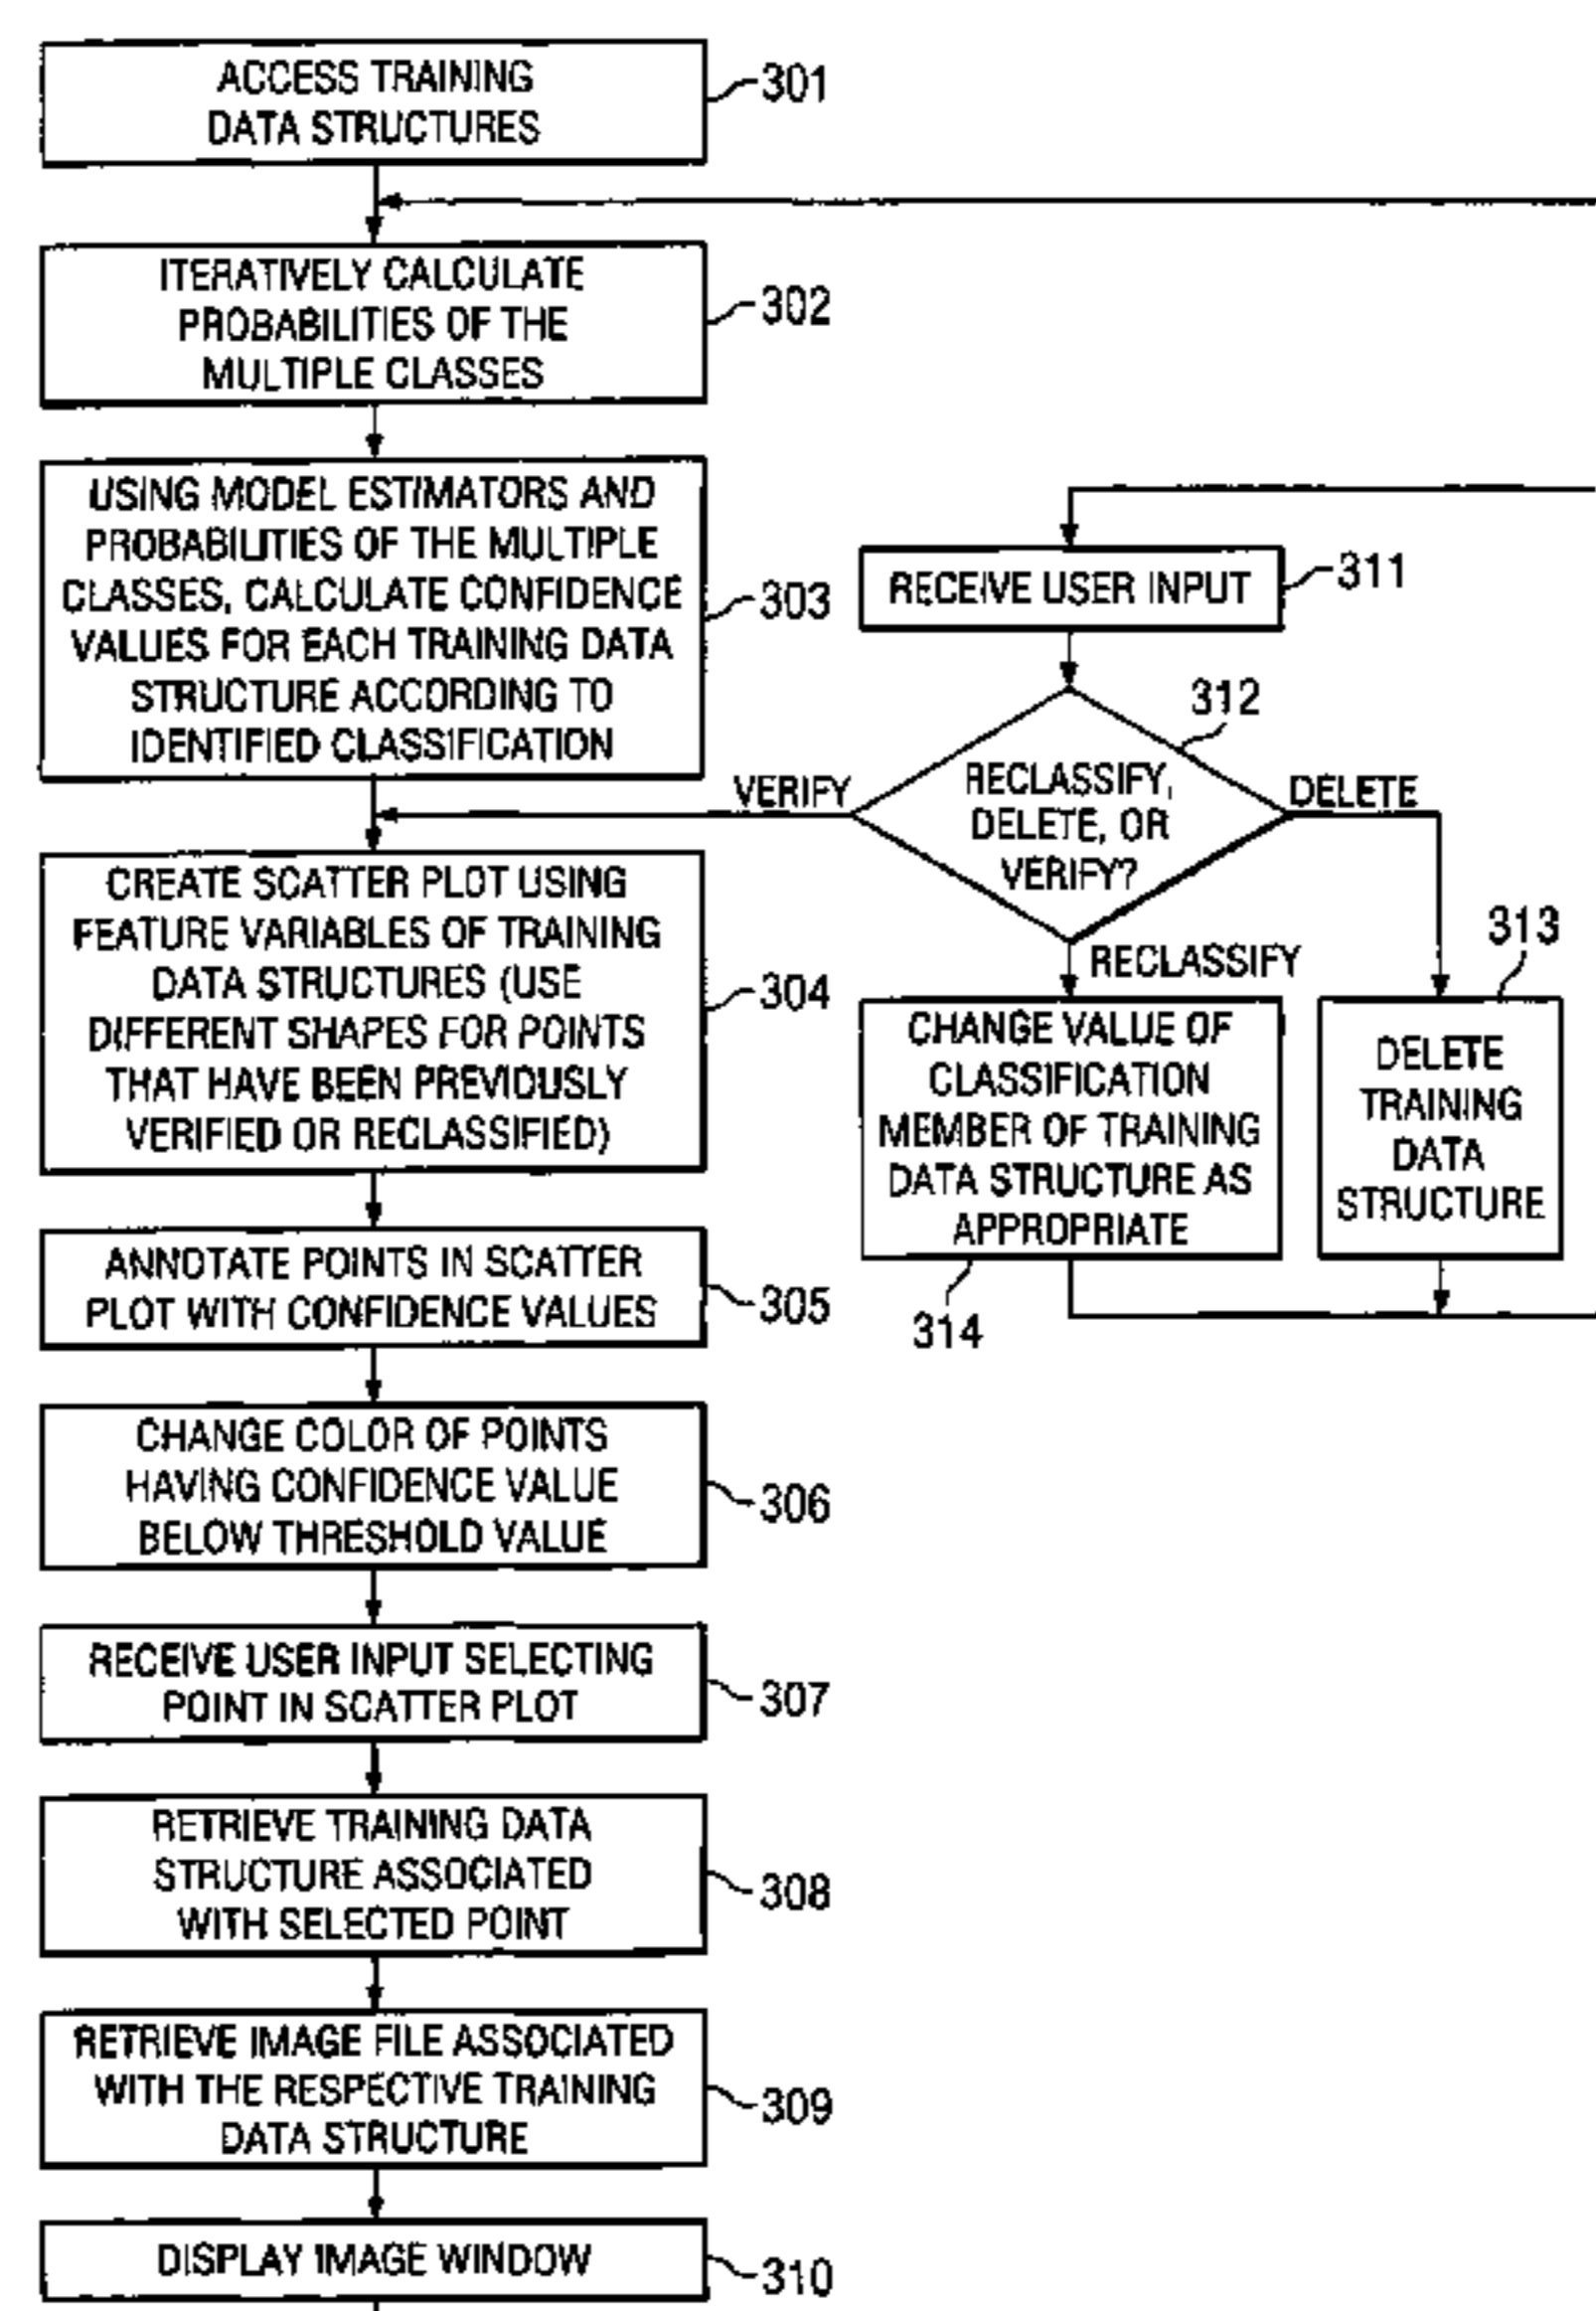 ACCESS TRAINING
DATA STRUCTURES
301
ITERATIVELY CALCULATE
PROBABILITIES OF THE
MULTIPLE CLASSES
302
USING MODEL ESTIMATORS AND
PROBABILITIES OF THE MULTIPLE
CLASSES, CALCULATE CONFIDENCE
VALUES FOR EACH TRAINING DATA
STRUCTURE ACCORDING TO
IDENTIFIED CLASSIFICATION
303
CREATE SCATTER PLOT USING
FEATURE VARIABLES OF TRAINING
DATA STRUCTURES (USE
DIFFERENT SHAPES FOR POINTS
THAT HAVE BEEN PREVIOUSLY
VERIFIED OR RECLASSIFIED)
304
ANNOTATE POINTS IN SCATTER
PLOT WITH CONFIDENCE VALUES
305
CHANGE COLOR OF POINTS
HAVING CONFIDENCE VALUE
BELOW THRESHOLD VALUE
306
RECEIVE USER INPUT SELECTING
POINT IN SCATTER PLOT
307
RETRIEVE TRAINING DATA
STRUCTURE ASSOCIATED
WITH SELECTED POINT
308
RETRIEVE IMAGE FILE ASSOCIATED
WITH THE RESPECTIVE TRAINING
DATA STRUCTURE
309
DISPLAY IMAGE WINDOW
310
RECEIVE USER INPUT
311
312
RECLASSIFY,
DELETE, OR
VERIFY?
VERIFY
DELETE
RECLASSIFY
313
DELETE
TRAINING
DATA
STRUCTURE
CHANGE VALUE OF
CLASSIFICATION
MEMBER OF TRAINING
DATA STRUCTURE AS
APPROPRIATE
314